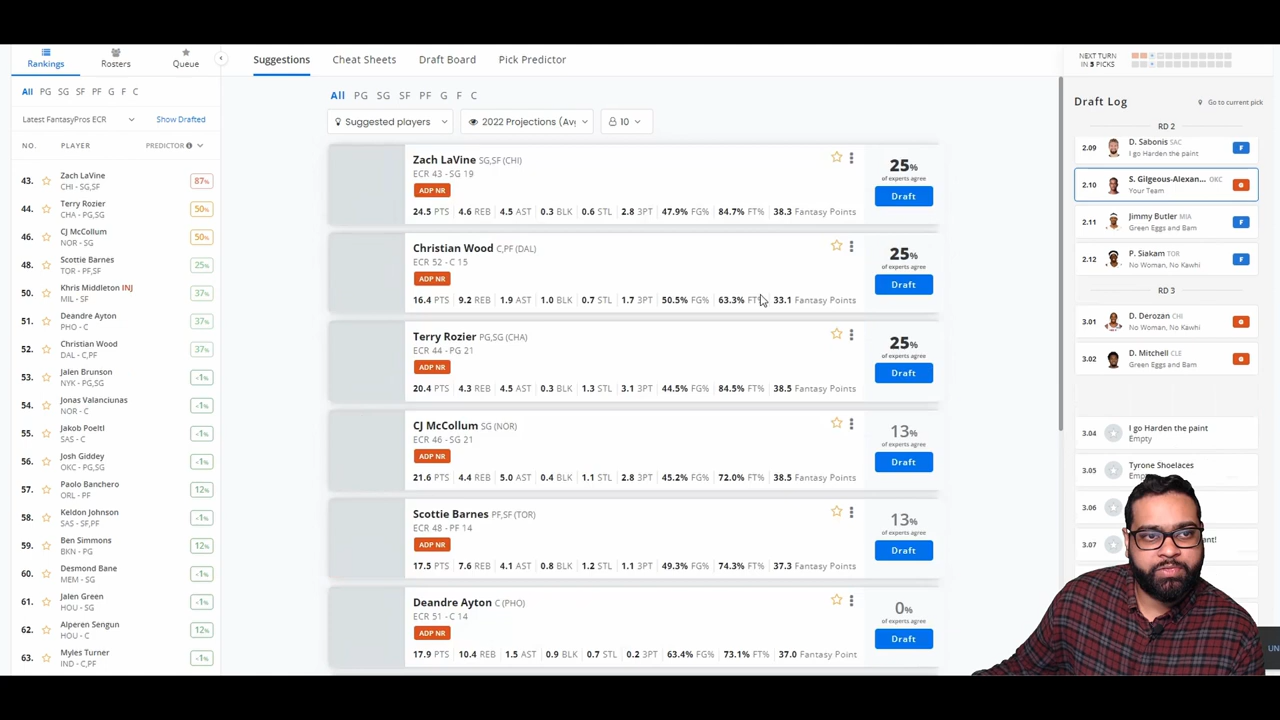 Rankings
Rosters
Queue
All PG SG SF PF G F C
Latest FantasyPros ECR
Show Drafted
NO. PLAYER PREDICTOR
43. Zach LaVine 87%
CHI - SG,SF
44. Terry Rozier 50%
CHA - PG,SG
46. CJ McCollum 50%
NOR - SG
48. Scottie Barnes 25%
TOR - PF,SF
50. Khris Middleton INJ 37%
MIL - SF
51. Deandre Ayton 37%
PHO - C
52. Christian Wood 37%
DAL - C,PF
53. Jalen Brunson -1%
NYK - PG,SG
54. Jonas Valanciunas -1%
NOR - C
55. Jakob Poeltl -1%
SAS - C
56. Josh Giddey -1%
OKC - PG,SG
57. Paolo Banchero 12%
ORL - PF
58. Keldon Johnson -1%
SAS - SF,PF
59. Ben Simmons 12%
BKN - PG
60. Desmond Bane -1%
MEM - SG
61. Jalen Green -1%
HOU - SG
62. Alperen Sengun 12%
HOU - C
63. Myles Turner -1%
IND - C,PF
Suggestions
Cheat Sheets
Draft Board
Pick Predictor
All PG SG SF PF G F C
Suggested players
2022 Projections (Avg
10
Zach LaVine SG,SF (CHI)
ECR 43 - SG 19
ADP NR
24.5 PTS 4.6 REB 4.5 AST 0.3 BLK 0.6 STL 2.8 3PT 47.9% FG% 84.7% FT% 38.3 Fantasy Points
25%
of experts agree
Draft
Christian Wood C,PF (DAL)
ECR 52 - C 15
ADP NR
16.4 PTS 9.2 REB 1.9 AST 1.0 BLK 0.7 STL 1.7 3PT 50.5% FG% 63.3% FT% 33.1 Fantasy Points
25%
of experts agree
Draft
Terry Rozier PG,SG (CHA)
ECR 44 - PG 21
ADP NR
20.4 PTS 4.3 REB 4.5 AST 0.3 BLK 1.3 STL 3.1 3PT 44.5% FG% 84.5% FT% 38.5 Fantasy Points
25%
of experts agree
Draft
CJ McCollum SG (NOR)
ECR 46 - SG 21
ADP NR
21.6 PTS 4.4 REB 5.0 AST 0.4 BLK 1.1 STL 2.8 3PT 45.2% FG% 72.0% FT% 38.5 Fantasy Points
13%
of experts agree
Draft
Scottie Barnes PF,SF (TOR)
ECR 48 - PF 14
ADP NR
17.5 PTS 7.6 REB 4.1 AST 0.8 BLK 1.2 STL 1.1 3PT 49.3% FG% 74.3% FT% 37.3 Fantasy Points
13%
of experts agree
Draft
Deandre Ayton C (PHO)
ECR 51 - C 14
ADP NR
17.9 PTS 10.4 REB 1.5 AST 0.9 BLK 0.7 STL 0.2 3PT 63.4% FG% 73.1% FT% 37.0 Fantasy Point
0%
of experts agree
Draft
NEXT TURN
IN 5 PICKS
Draft Log
Go to current pick
RD 2
2.09 D. Sabonis SAC F
I go Harden the paint
2.10 S. Gilgeous-Alexan... OKC G
Your Team
2.11 Jimmy Butler MIA F
Green Eggs and Bam
2.12 P. Siakam TOR F
No Woman, No Kawhi
RD 3
3.01 D. Derozan CHI G
No Woman, No Kawhi
3.02 D. Mitchell CLE G
Green Eggs and Bam
3.04 I go Harden the paint
Empty
3.05 Tyrone Shoelaces
3.06
3.07
UN